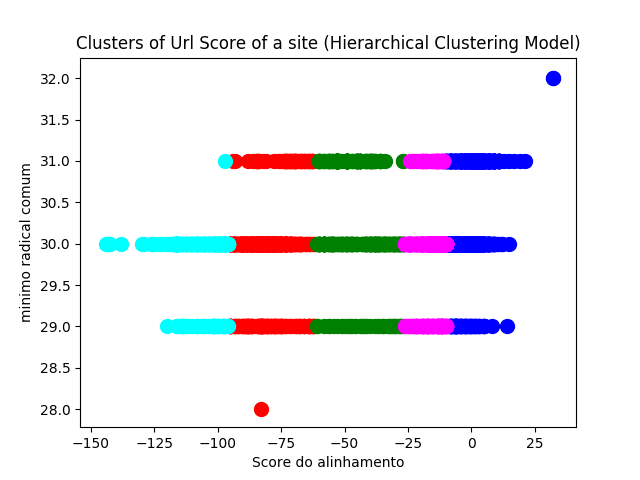 Clusters of Url Score of a site (Hierarchical Clustering Model)
32.0
31.5
31.0
30.5
30.0
29.5
29.0
28.5
28.0
minimo radical comum
−150 −125 −100 −75 −50 −25 0 25
Score do alinhamento